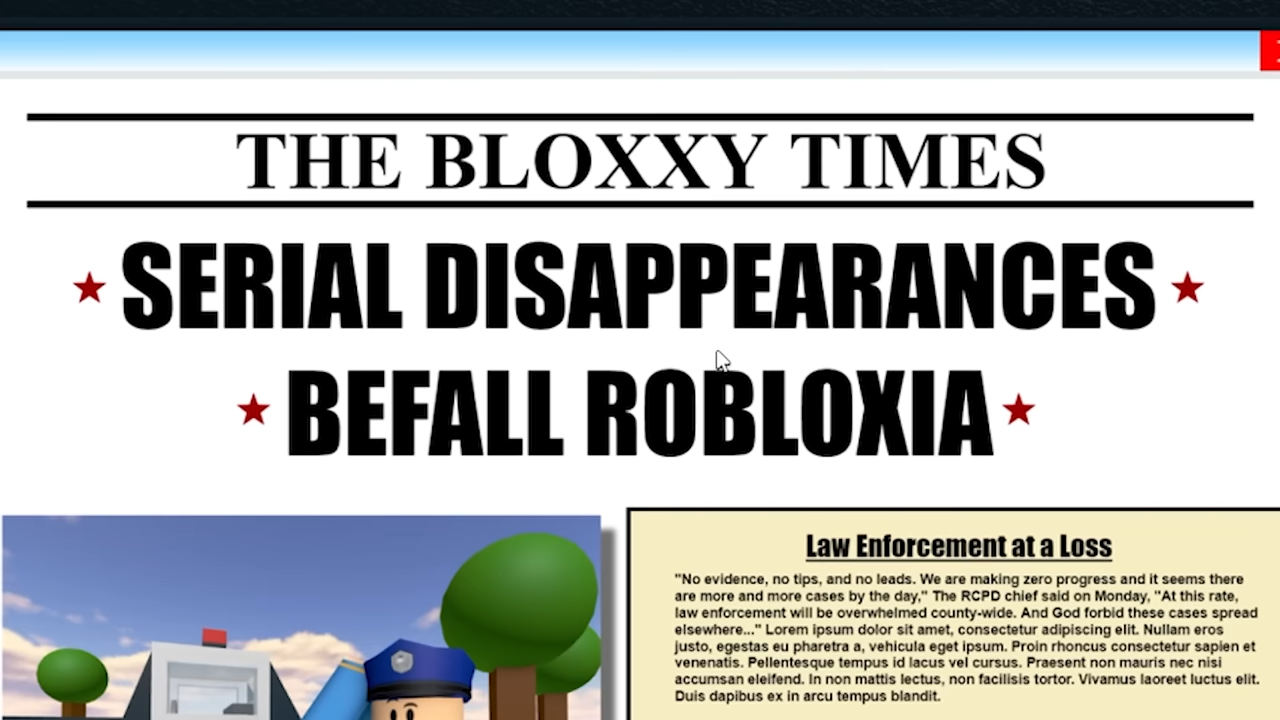 THE BLOXXY TIMES
SERIAL DISAPPEARANCES
BEFALL ROBLOXIA
Law Enforcement at a Loss
"No evidence, no tips, and no leads. We are making zero progress and it seems there
are more and more cases by the day," The RCPD chief said on Monday, "At this rate,
law enforcement will be overwhelmed county-wide. And God forbid these cases spread
elsewhere..." Lorem ipsum dolor sit amet, consectetur adipiscing elit. Nullam eros
justo, egestas eu pharetra a, vehicula eget ipsum. Proin rhoncus consectetur sapien et
venenatis. Pellentesque tempus id lacus vel cursus. Praesent non mauris nec nisi
accumsan eleifend. In non mattis lectus, non facilisis tortor. Vivamus laoreet luctus elit.
Duis dapibus ex in arcu tempus blandit.